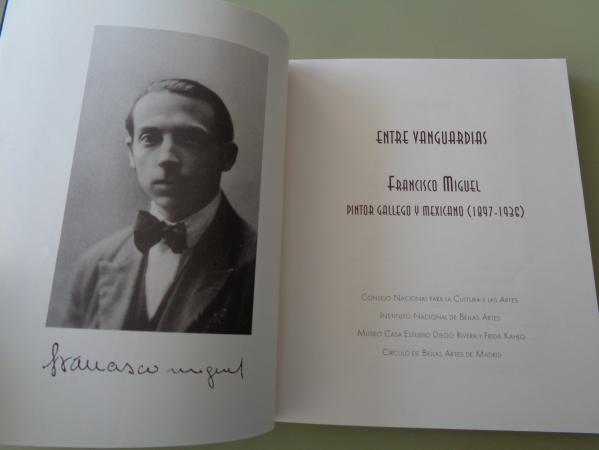 francisco miguel
ENTRE VANGUARDIAS
FRANCISCO MIGUEL
PINTOR GALLEGO Y MEXICANO (1897-1936)
CONSEJO NACIONAL PARA LA CULTURA Y LAS ARTES
INSTITUTO NACIONAL DE BELLAS ARTES
MUSEO CASA ESTUDIO DIEGO RIVERA Y FRIDA KAHLO
CÍRCULO DE BELLAS ARTES DE MADRID